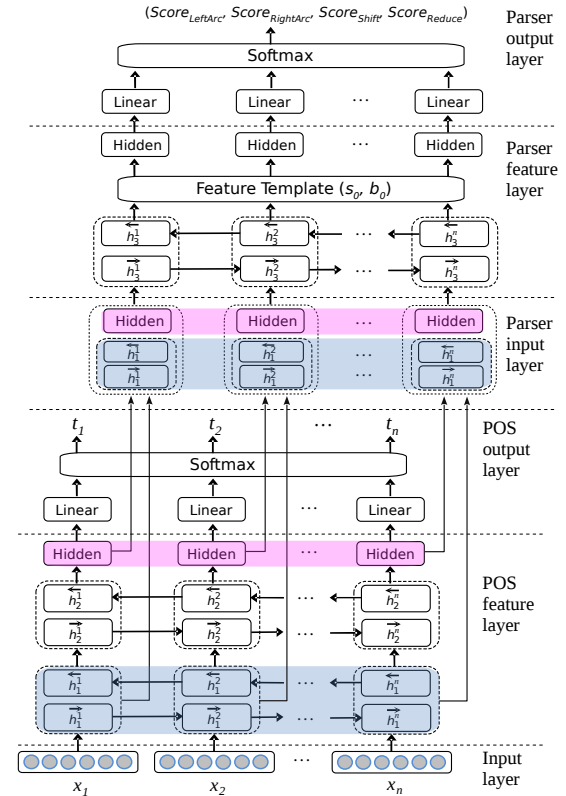 (Score_LeftArc, Score_RightArc, Score_Shift, Score_Reduce)
Parser output layer
Softmax
Linear Linear ... Linear
Hidden Hidden ... Hidden
Parser feature layer
Feature Template (s_0, b_0)
←h_3^1 ←h_3^2 ... ←h_3^n
→h_3^1 →h_3^2 ... →h_3^n
Hidden Hidden ... Hidden
Parser input layer
←h_1^1 ←h_1^2 ... ←h_1^n
→h_1^1 →h_1^2 ... →h_1^n
t_1 t_2 ... t_n
POS output layer
Softmax
Linear Linear ... Linear
Hidden Hidden ... Hidden
POS feature layer
←h_2^1 ←h_2^2 ... ←h_2^n
→h_2^1 →h_2^2 ... →h_2^n
←h_1^1 ←h_1^2 ... ←h_1^n
→h_1^1 →h_1^2 ... →h_1^n
Input layer
...
x_1 x_2 x_n